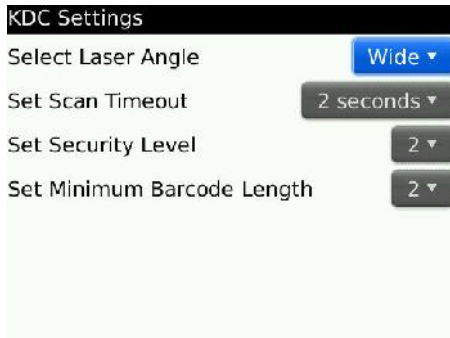 KDC Settings
Select Laser Angle Wide
Set Scan Timeout 2 seconds
Set Security Level 2
Set Minimum Barcode Length 2